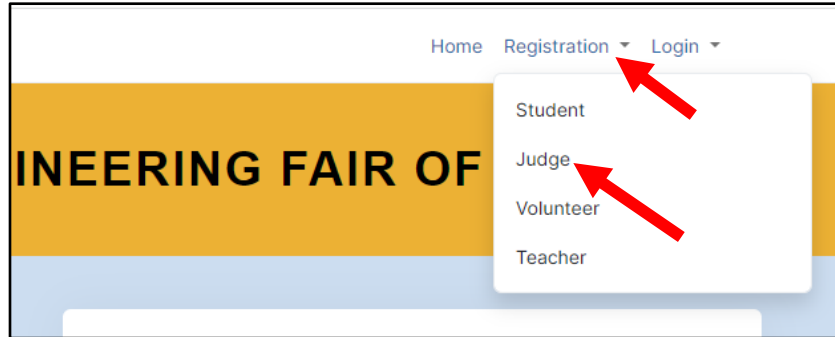 Home Registration Login
Student
INEERING FAIR OF
Judge
Volunteer
Teacher